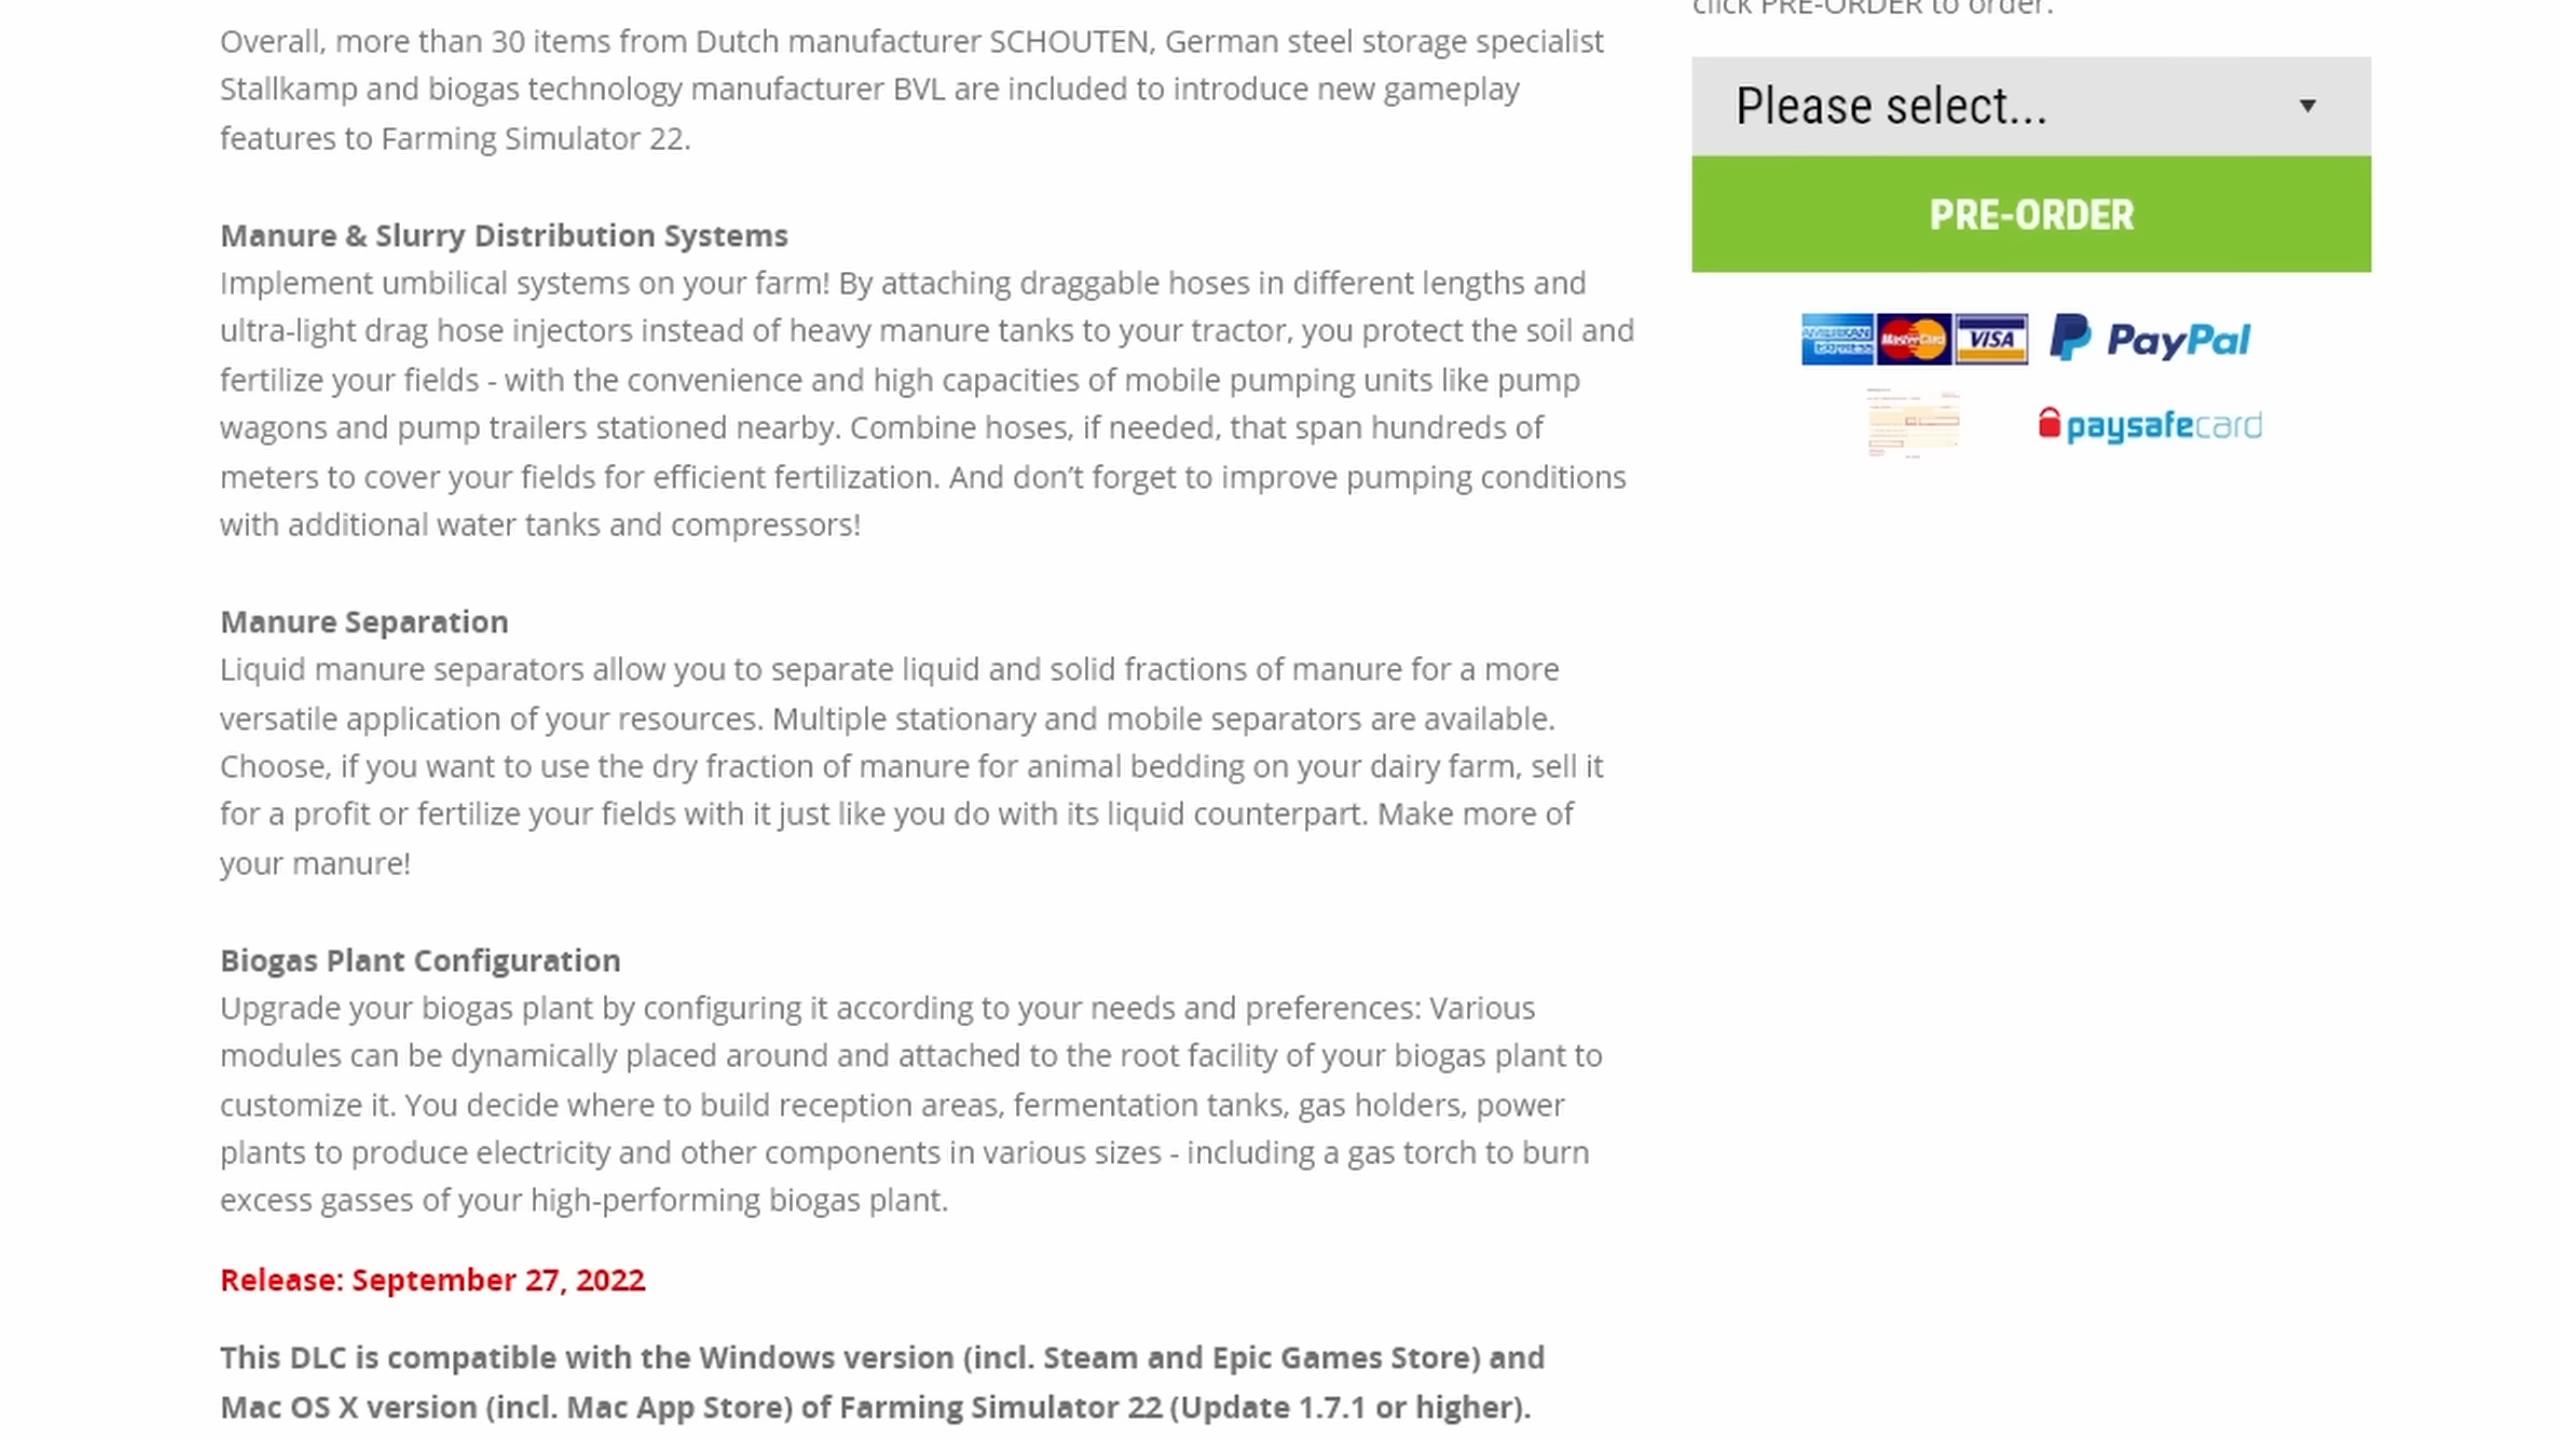 click PRE-ORDER to order.
Overall, more than 30 items from Dutch manufacturer SCHOUTEN, German steel storage specialist
Stallkamp and biogas technology manufacturer BVL are included to introduce new gameplay
features to Farming Simulator 22.
Manure & Slurry Distribution Systems
Implement umbilical systems on your farm! By attaching draggable hoses in different lengths and
ultra-light drag hose injectors instead of heavy manure tanks to your tractor, you protect the soil and
fertilize your fields - with the convenience and high capacities of mobile pumping units like pump
wagons and pump trailers stationed nearby. Combine hoses, if needed, that span hundreds of
meters to cover your fields for efficient fertilization. And don’t forget to improve pumping conditions
with additional water tanks and compressors!
Manure Separation
Liquid manure separators allow you to separate liquid and solid fractions of manure for a more
versatile application of your resources. Multiple stationary and mobile separators are available.
Choose, if you want to use the dry fraction of manure for animal bedding on your dairy farm, sell it
for a profit or fertilize your fields with it just like you do with its liquid counterpart. Make more of
your manure!
Biogas Plant Configuration
Upgrade your biogas plant by configuring it according to your needs and preferences: Various
modules can be dynamically placed around and attached to the root facility of your biogas plant to
customize it. You decide where to build reception areas, fermentation tanks, gas holders, power
plants to produce electricity and other components in various sizes - including a gas torch to burn
excess gasses of your high-performing biogas plant.
Release: September 27, 2022
This DLC is compatible with the Windows version (incl. Steam and Epic Games Store) and
Mac OS X version (incl. Mac App Store) of Farming Simulator 22 (Update 1.7.1 or higher).
Please select...
PRE-ORDER
AMERICAN EXPRESS MasterCard VISA PayPal
paysafecard